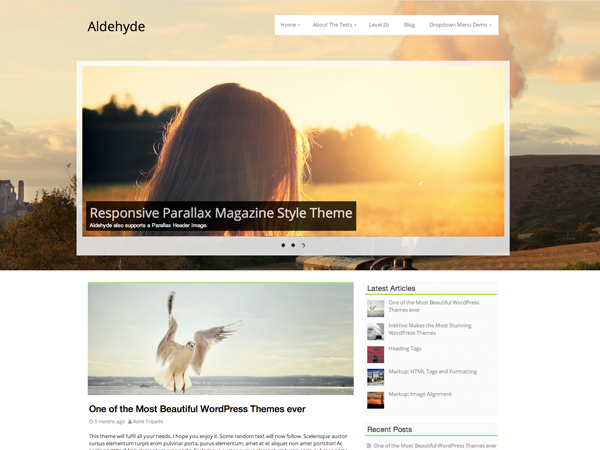 Aldehyde
Home About The Tests Level 2b Blog Dropdown Menu Demo
Responsive Parallax Magazine Style Theme
Aldehyde also supports a Parallax Header Image.
One of the Most Beautiful WordPress Themes ever
3 months ago Rohit Tripathi
This theme will fulfil all your needs, I hope you enjoy it. Some random text will now follow. Scelerisque auctor
cursus elementum turpis enim pulvinar porta, purus elementum, amet et et aliquet non amet porttitor! Ac
Latest Articles
One of the Most Beautiful WordPress
Themes ever
InkHive Makes the Most Stunning
WordPress Themes
Heading Tags
Markup: HTML Tags and Formatting
Markup: Image Alignment
Recent Posts
One of the Most Beautiful WordPress Themes ever